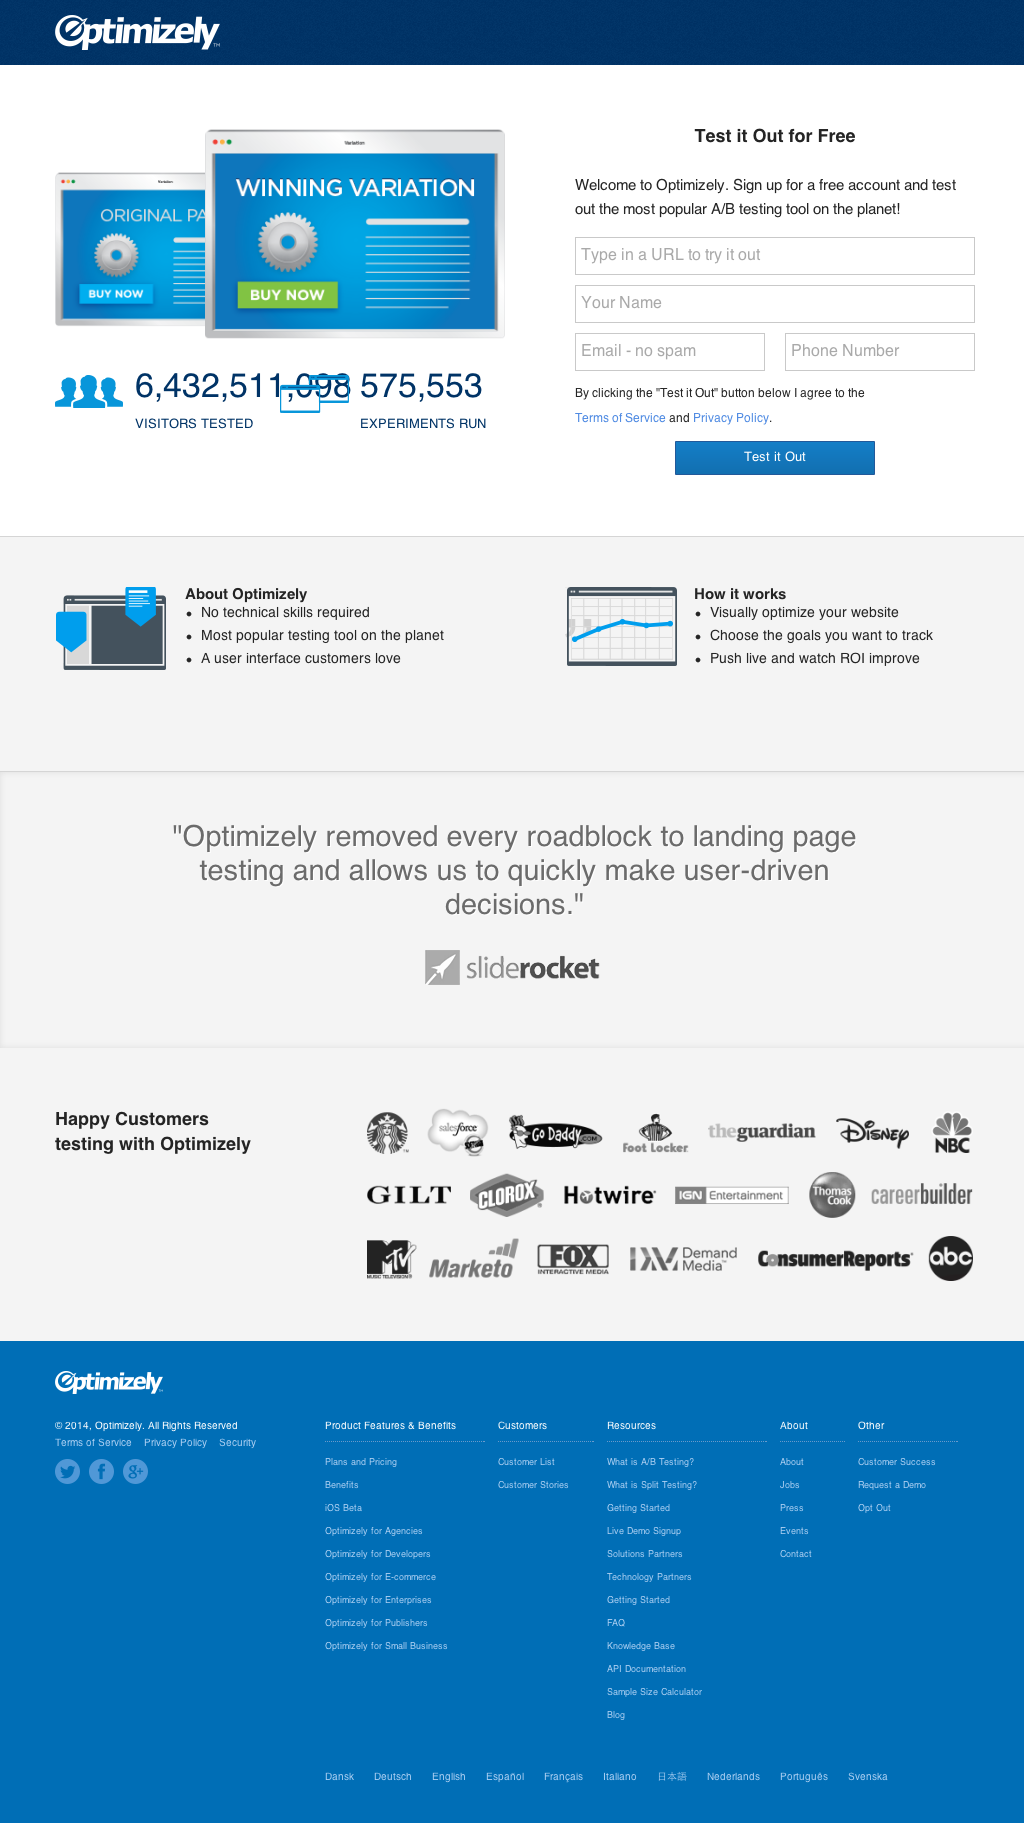 Optimizely™
Variation
WINNING VARIATION
BUY NOW
Variation
ORIGINAL PA
BUY NOW
6,432,511,098
VISITORS TESTED
575,553
EXPERIMENTS RUN
Test it Out for Free
Welcome to Optimizely. Sign up for a free account and test
out the most popular A/B testing tool on the planet!
Type in a URL to try it out
Your Name
Email - no spam
Phone Number
By clicking the "Test it Out" button below I agree to the
Terms of Service and Privacy Policy.
Test it Out
About Optimizely
• No technical skills required
• Most popular testing tool on the planet
• A user interface customers love
How it works
• Visually optimize your website
• Choose the goals you want to track
• Push live and watch ROI improve
"Optimizely removed every roadblock to landing page
testing and allows us to quickly make user-driven
decisions."
sliderocket
Happy Customers
testing with Optimizely
salesforce
Go Daddy.COM
Foot Locker
theguardian
Disney
NBC
GILT
CLOROX
Hotwire
IGN Entertainment
Thomas
Cook
careerbuilder
MTV
MUSIC TELEVISION®
Marketo
FOX
INTERACTIVE MEDIA
Demand
Media™
ConsumerReports
abc
Optimizely
© 2014, Optimizely. All Rights Reserved
Terms of Service Privacy Policy Security
Product Features & Benefits
Plans and Pricing
Benefits
iOS Beta
Optimizely for Agencies
Optimizely for Developers
Optimizely for E-commerce
Optimizely for Enterprises
Optimizely for Publishers
Optimizely for Small Business
Customers
Customer List
Customer Stories
Resources
What is A/B Testing?
What is Split Testing?
Getting Started
Live Demo Signup
Solutions Partners
Technology Partners
Getting Started
FAQ
Knowledge Base
API Documentation
Sample Size Calculator
Blog
About
About
Jobs
Press
Events
Contact
Other
Customer Success
Request a Demo
Opt Out
Dansk Deutsch English Español Français Italiano 日本語 Nederlands Português Svenska